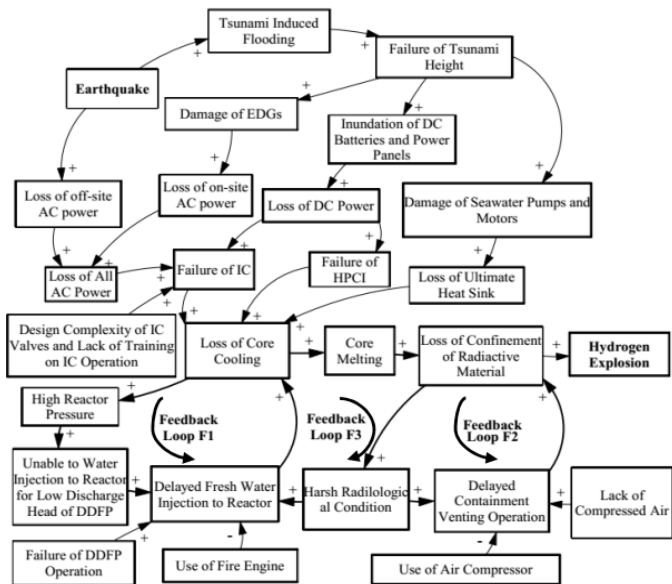 Tsunami Induced
Flooding
Failure of Tsunami
Height
Earthquake
Damage of EDGs
Inundation of DC
Batteries and Power
Panels
Loss of off-site
AC power
Loss of on-site
AC power
Loss of DC Power
Damage of Seawater Pumps and
Motors
Loss of All
AC Power
Failure of IC
Failure of
HPCI
Loss of Ultimate
Heat Sink
Design Complexity of IC
Valves and Lack of Training
on IC Operation
Loss of Core
Cooling
Core
Melting
Loss of Confinement
of Radiactive
Material
Hydrogen
Explosion
High Reactor
Pressure
Feedback
Loop F1
Feedback
Loop F3
Feedback
Loop F2
Unable to Water
Injection to Reactor
for Low Discharge
Head of DDFP
Delayed Fresh Water
Injection to Reactor
Harsh Radilologic
al Condition
Delayed
Containment
Venting Operation
Lack of
Compressed Air
Failure of DDFP
Operation
Use of Fire Engine
Use of Air Compressor